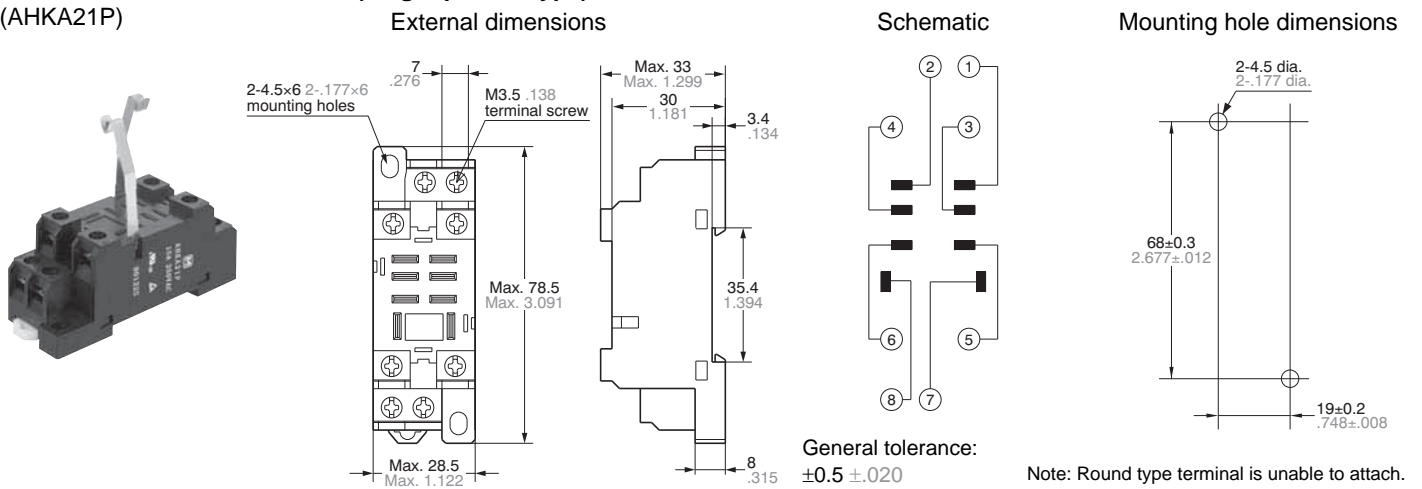 (AHKA21P)
External dimensions
Schematic
Mounting hole dimensions
2-4.5×6 2-.177×6
mounting holes
7
.276
M3.5 .138
terminal screw
Max. 78.5
Max. 3.091
Max. 28.5
Max. 1.122
Max. 33
Max. 1.299
30
1.181
3.4
.134
35.4
1.394
8
.315
2
1
4
3
6
5
8
7
General tolerance:
±0.5 ±.020
2-4.5 dia.
2-.177 dia.
68±0.3
2.677±.012
19±0.2
.748±.008
Note: Round type terminal is unable to attach.